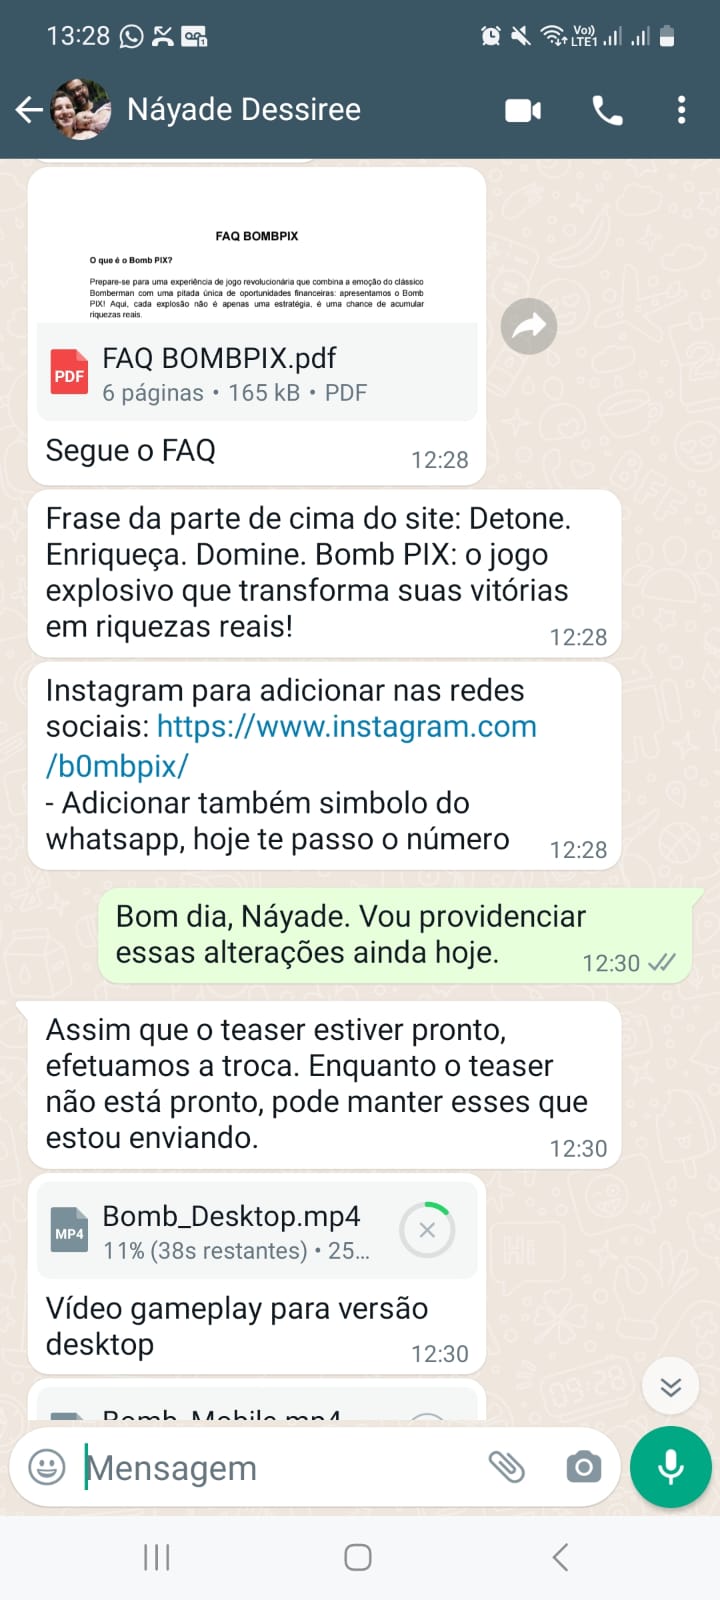 13:28
Vo))
LTE1
Náyade Dessiree
FAQ BOMBPIX
O que é o Bomb PIX?
Prepare-se para uma experiência de jogo revolucionária que combina a emoção do clássico
Bomberman com uma pitada única de oportunidades financeiras: apresentamos o Bomb
PIX! Aqui, cada explosão não é apenas uma estratégia, é uma chance de acumular
riquezas reais.
PDF
FAQ BOMBPIX.pdf
6 páginas • 165 kB • PDF
Segue o FAQ
12:28
Frase da parte de cima do site: Detone.
Enriqueça. Domine. Bomb PIX: o jogo
explosivo que transforma suas vitórias
em riquezas reais!
12:28
Instagram para adicionar nas redes
sociais: https://www.instagram.com
/b0mbpix/
- Adicionar também simbolo do
whatsapp, hoje te passo o número
12:28
Bom dia, Náyade. Vou providenciar
essas alterações ainda hoje.
12:30
Assim que o teaser estiver pronto,
efetuamos a troca. Enquanto o teaser
não está pronto, pode manter esses que
estou enviando.
12:30
MP4
Bomb_Desktop.mp4
11% (38s restantes) • 25...
Vídeo gameplay para versão
desktop
12:30
Bomb_Mobile.mp4
Mensagem